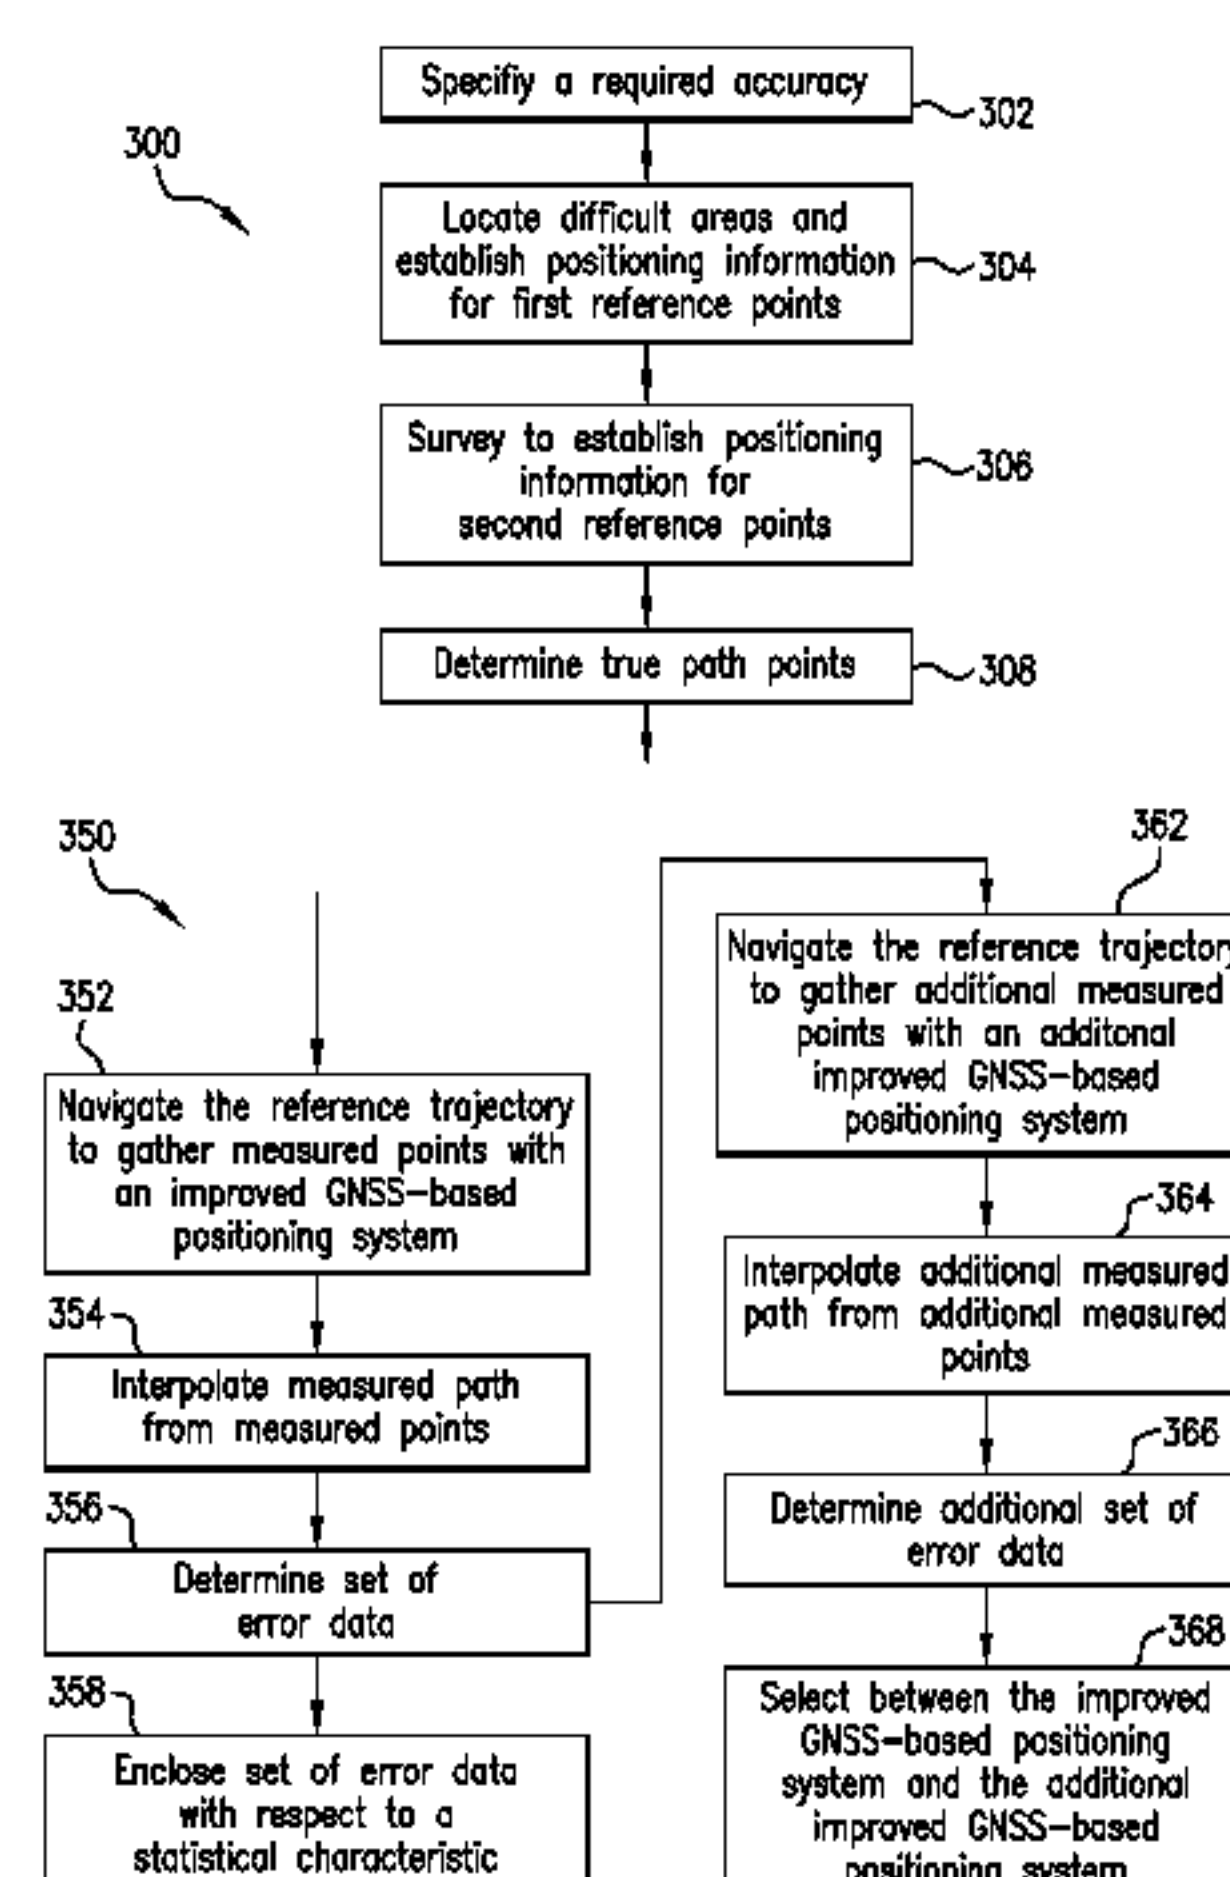 Specifiy a required accuracy
302
300
Locate difficult areas and
establish positioning information
for first reference points
304
Survey to establish positioning
information for
second reference points
306
Determine true path points
308
350
352
Navigate the reference trajectory
to gather measured points with
an improved GNSS-based
positioning system
354
Interpolate measured path
from measured points
356
Determine set of
error data
358
Enclose set of error data
with respect to a
statistical characteristic
362
Navigate the reference trajectory
to gather additional measured
points with an additonal
improved GNSS-based
positioning system
364
Interpolate additional measured
path from additional measured
points
366
Determine additional set of
error data
368
Select between the improved
GNSS-based positioning
system and the additional
improved GNSS-based
positioning system